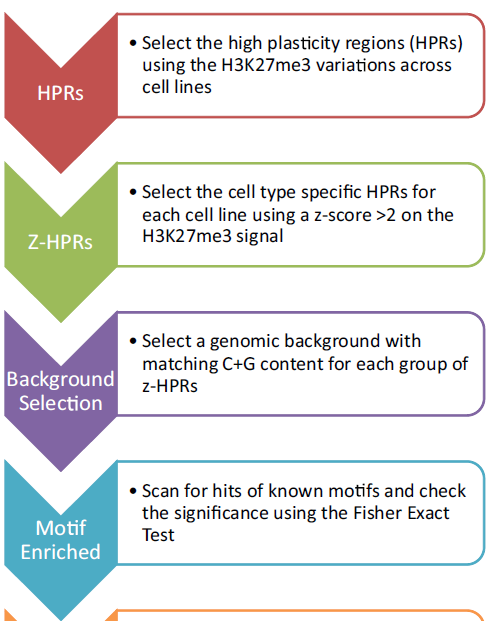 HPRs
• Select the high plasticity regions (HPRs)
using the H3K27me3 variations across
cell lines
Z-HPRs
• Select the cell type specific HPRs for
each cell line using a z-score >2 on the
H3K27me3 signal
Background
Selection
• Select a genomic background with
matching C+G content for each group of
z-HPRs
Motif
Enriched
• Scan for hits of known motifs and check
the significance using the Fisher Exact
Test